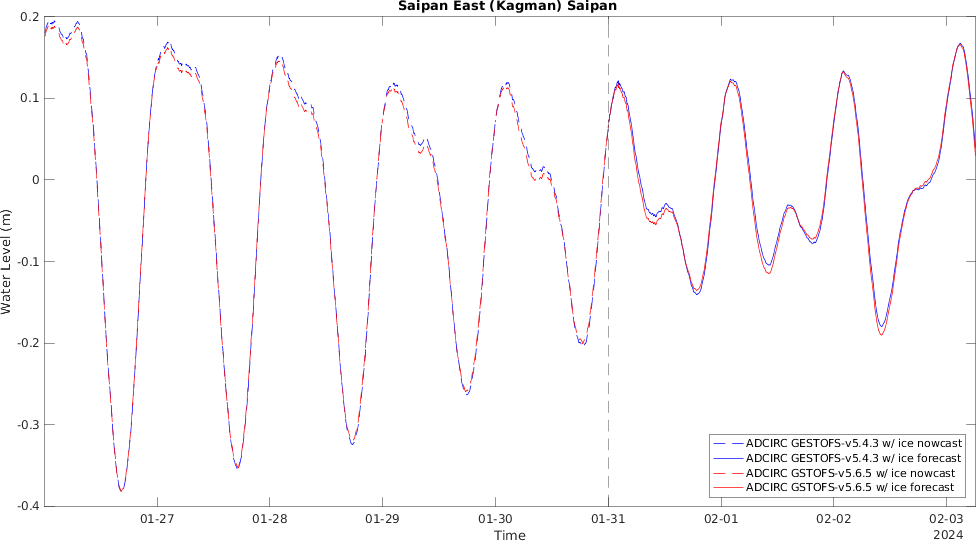 Saipan East (Kagman) Saipan
0.2
0.1
0
-0.1
-0.2
-0.3
-0.4
Water Level (m)
01-27
01-28
01-29
01-30
01-31
02-01
02-02
02-03
2024
Time
ADCIRC GESTOFS-v5.4.3 w/ ice nowcast
ADCIRC GESTOFS-v5.4.3 w/ ice forecast
ADCIRC GSTOFS-v5.6.5 w/ ice nowcast
ADCIRC GSTOFS-v5.6.5 w/ ice forecast